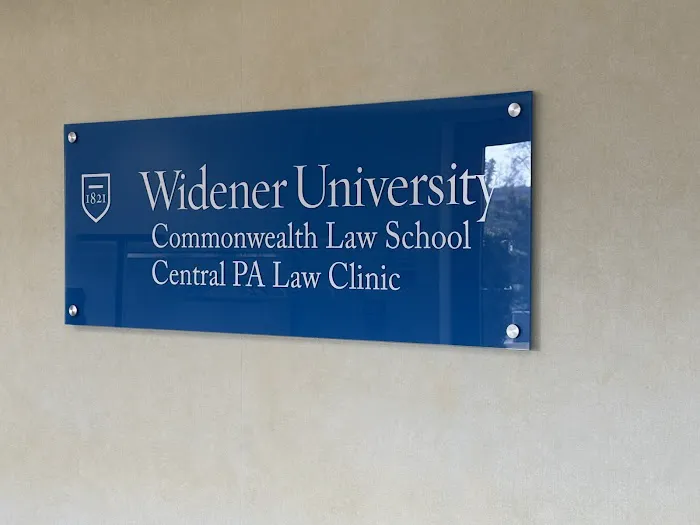 1821
Widener University
Commonwealth Law School
Central PA Law Clinic